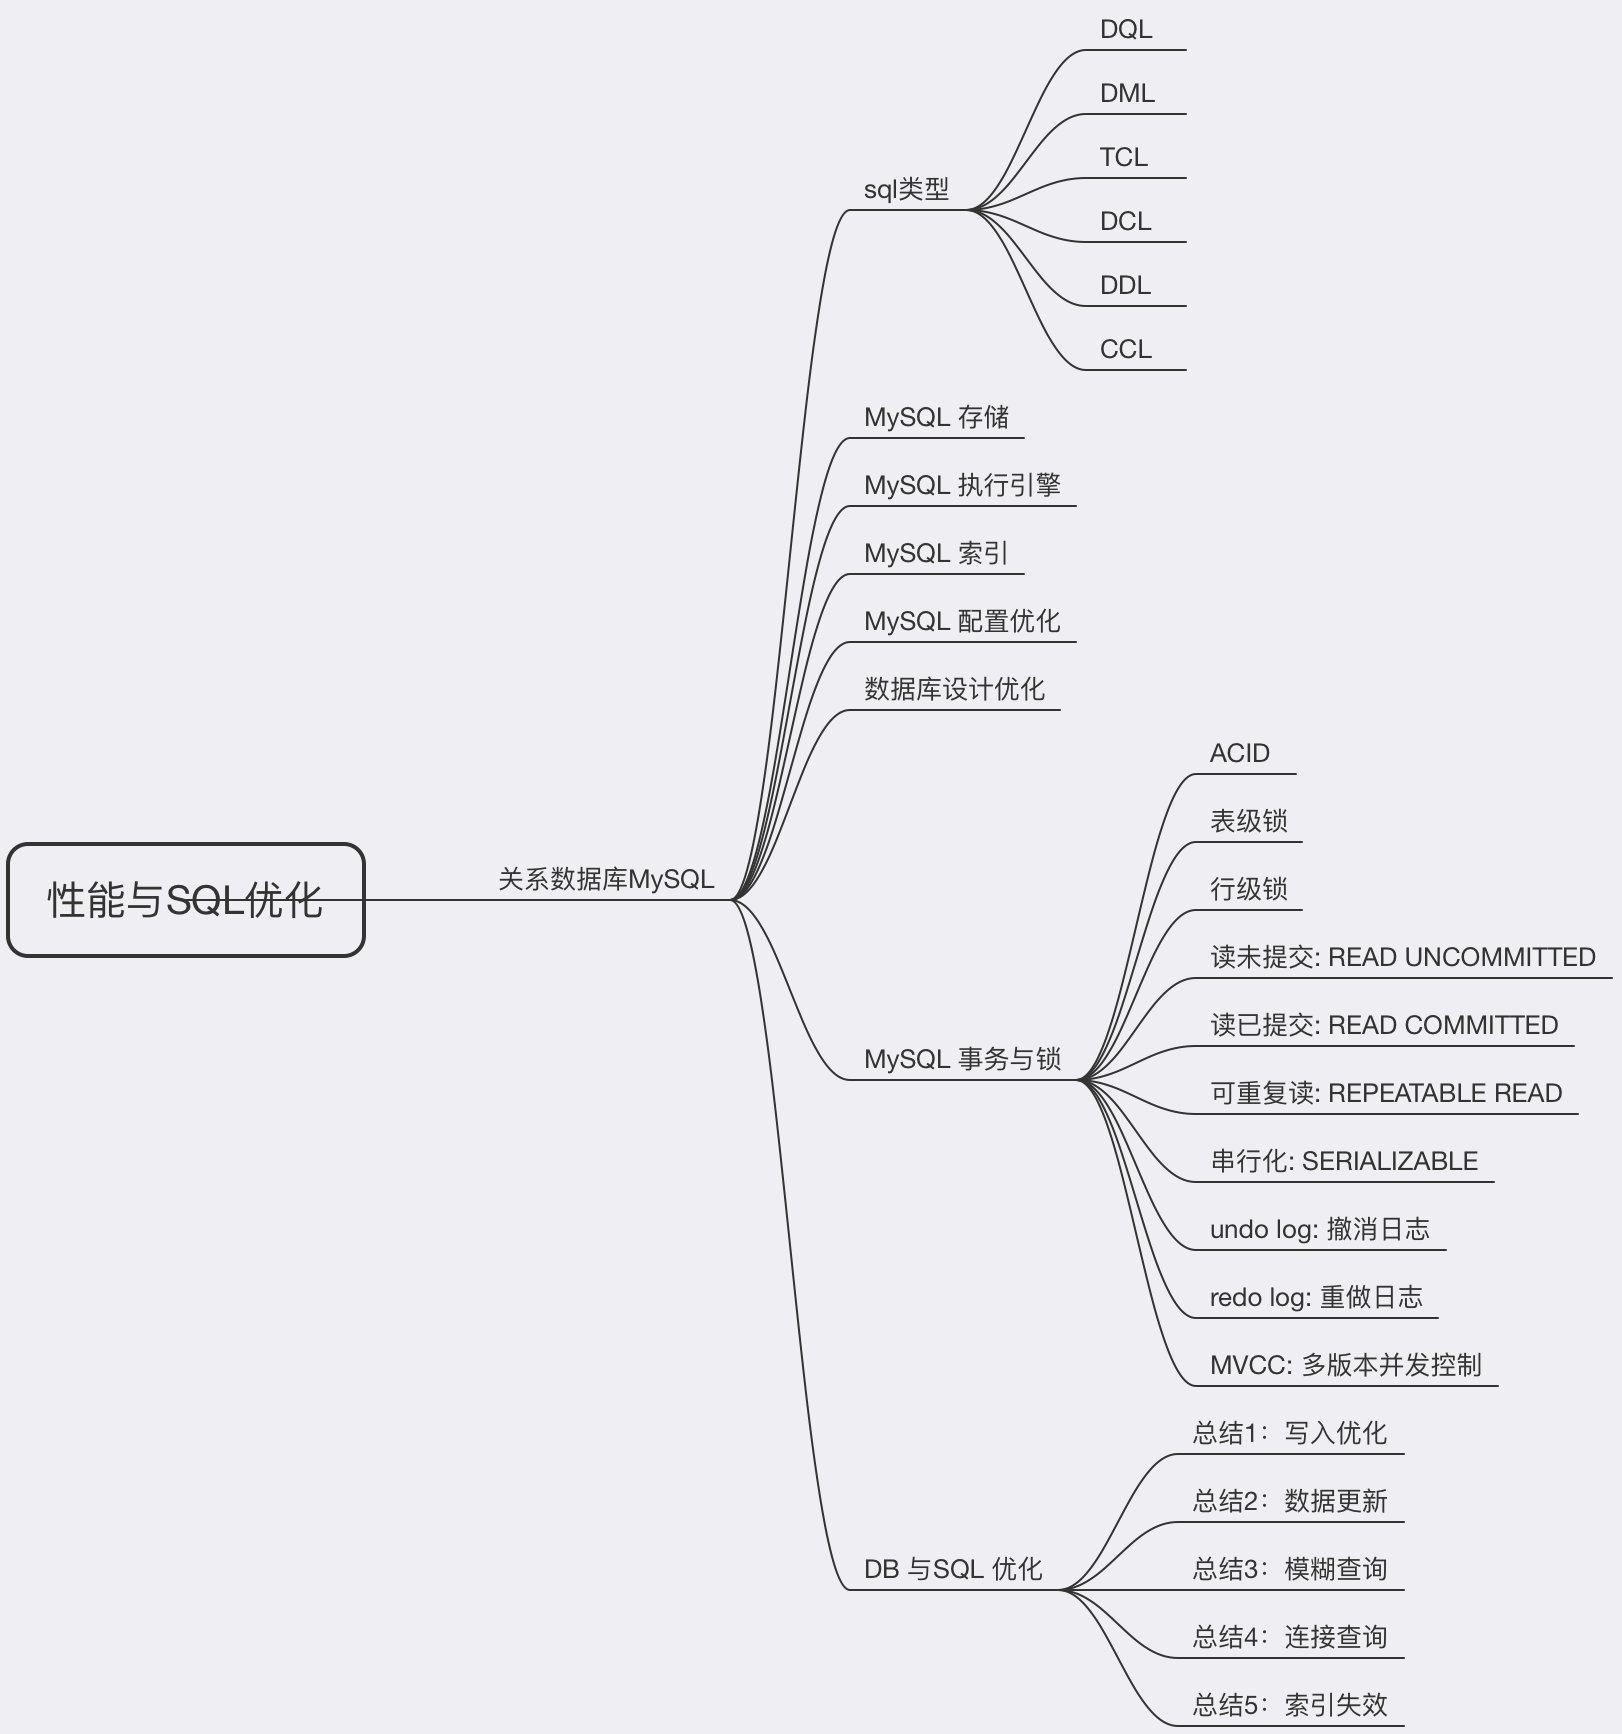 性能与SQL优化
关系数据库MySQL
sql类型
DQL
DML
TCL
DCL
DDL
CCL
MySQL 存储
MySQL 执行引擎
MySQL 索引
MySQL 配置优化
数据库设计优化
MySQL 事务与锁
ACID
表级锁
行级锁
读未提交: READ UNCOMMITTED
读已提交: READ COMMITTED
可重复读: REPEATABLE READ
串行化: SERIALIZABLE
undo log: 撤消日志
redo log: 重做日志
MVCC: 多版本并发控制
DB 与SQL 优化
总结1：写入优化
总结2：数据更新
总结3：模糊查询
总结4：连接查询
总结5：索引失效